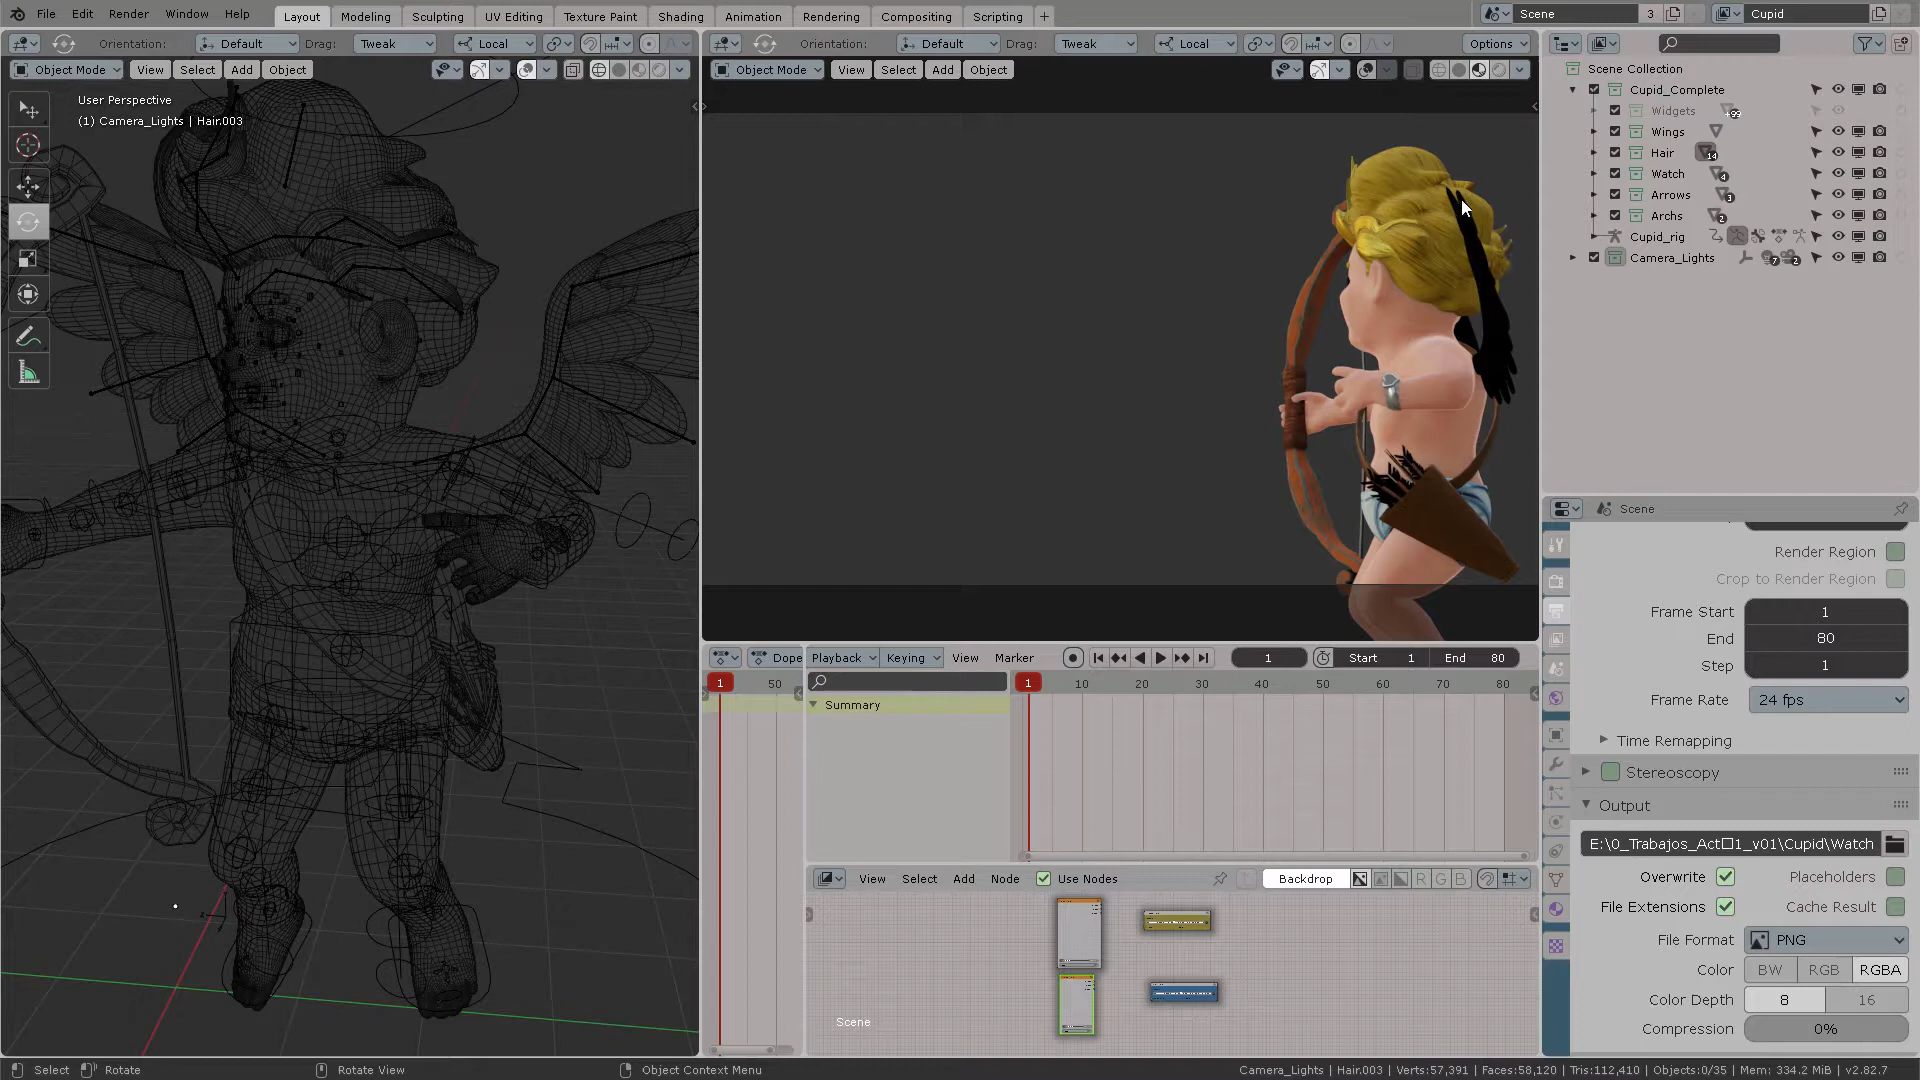 File Edit Render Window Help Layout Modeling Sculpting UV Editing Texture Paint Shading Animation Rendering Compositing Scripting + Scene 3 Cupid
Orientation: Default Drag: Tweak Local
Orientation: Default Drag: Tweak Local Options
Object Mode View Select Add Object
Object Mode View Select Add Object
User Perspective
(1) Camera_Lights | Hair.003
Scene Collection
Cupid_Complete
Widgets +99
Wings
Hair 14
Watch 4
Arrows 3
Archs 2
Cupid_rig
Camera_Lights 7 2
Scene
Render Region
Crop to Render Region
Frame Start 1
End 80
Step 1
Frame Rate 24 fps
Time Remapping
Stereoscopy
Output
E:\0_Trabajos_Act□1_v01\Cupid\Watch
Overwrite Placeholders
File Extensions Cache Result
File Format PNG
Color BW RGB RGBA
Color Depth 8 16
Compression 0%
Dope Playback Keying View Marker 1 Start 1 End 80
1 50 1 10 20 30 40 50 60 70 80
Summary
View Select Add Node Use Nodes Backdrop R G B
Scene
Select Rotate Rotate View Object Context Menu Camera_Lights | Hair.003 | Verts:57,391 | Faces:58,120 | Tris:112,410 | Objects:0/35 | Mem: 334.2 MiB | v2.82.7